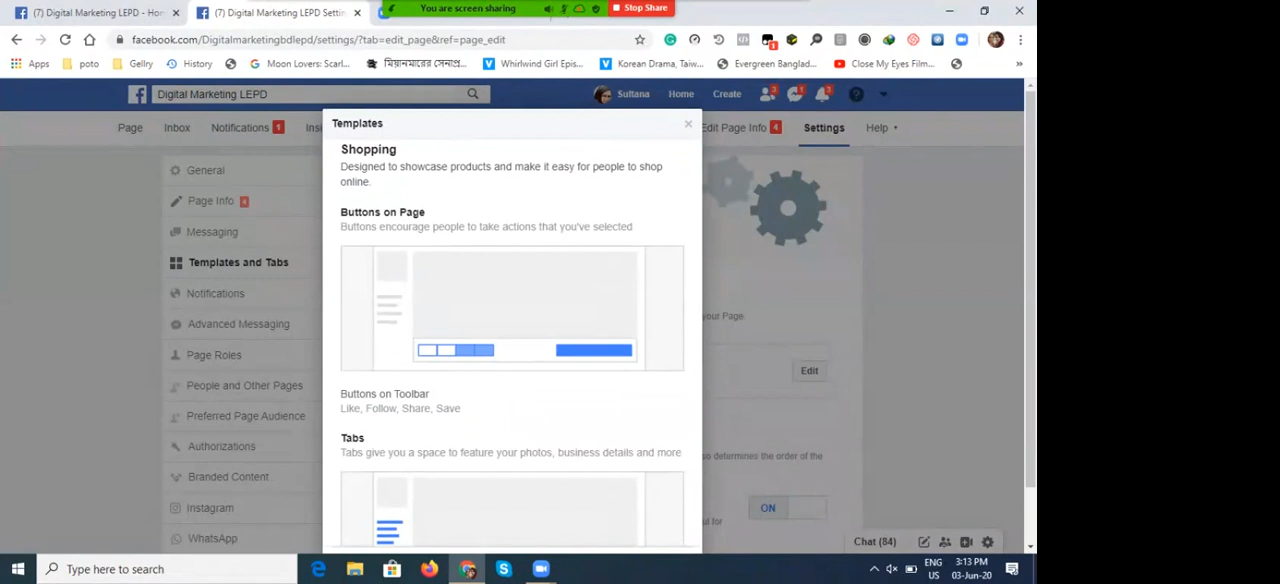 (7) Digital Marketing LEPD - Hom
(7) Digital Marketing LEPD Settin
You are screen sharing
Stop Share
facebook.com/Digitalmarketingbdlepd/settings/?tab=edit_page&ref=page_edit
Apps
poto
Gellry
History
Moon Lovers: Scarl...
মিয়ানমারের সেনাপ্র...
Whirlwind Girl Epis...
Korean Drama, Taiw...
Evergreen Banglad...
Close My Eyes Film...
»
Digital Marketing LEPD
Sultana
Home
Create
Page
Inbox
Notifications 1
Edit Page Info 4
Settings
Help
General
Page Info 4
Messaging
Templates and Tabs
Notifications
Advanced Messaging
Page Roles
People and Other Pages
Preferred Page Audience
Authorizations
Branded Content
Instagram
WhatsApp
Templates
Shopping
Designed to showcase products and make it easy for people to shop
online.
Buttons on Page
Buttons encourage people to take actions that you've selected
Buttons on Toolbar
Like, Follow, Share, Save
Tabs
Tabs give you a space to feature your photos, business details and more
your Page.
Edit
so determines the order of the
ON
ful for
Chat (84)
Type here to search
ENG
US
3:13 PM
03-Jun-20